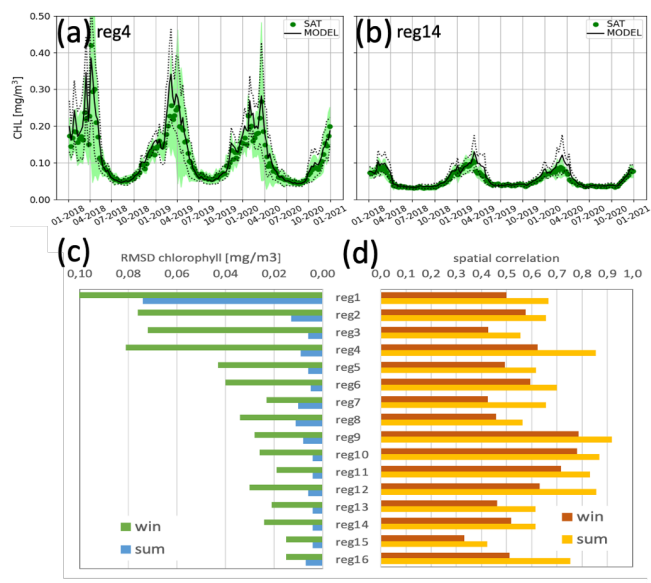 (a) reg4
SAT
MODEL
(b) reg14
SAT
MODEL
CHL [mg/m³]
0.50
0.40
0.30
0.20
0.10
0.00
01-2018
04-2018
07-2018
10-2018
01-2019
04-2019
07-2019
10-2019
01-2020
04-2020
07-2020
10-2020
01-2021
01-2018
04-2018
07-2018
10-2018
01-2019
04-2019
07-2019
10-2019
01-2020
04-2020
07-2020
10-2020
01-2021
(c) RMSD chlorophyll [mg/m3]
0,10 0,08 0,06 0,04 0,02 0,00
(d) spatial correlation
0,0 0,1 0,2 0,3 0,4 0,5 0,6 0,7 0,8 0,9 1,0
reg1
reg2
reg3
reg4
reg5
reg6
reg7
reg8
reg9
reg10
reg11
reg12
reg13
reg14
reg15
reg16
win
sum
win
sum